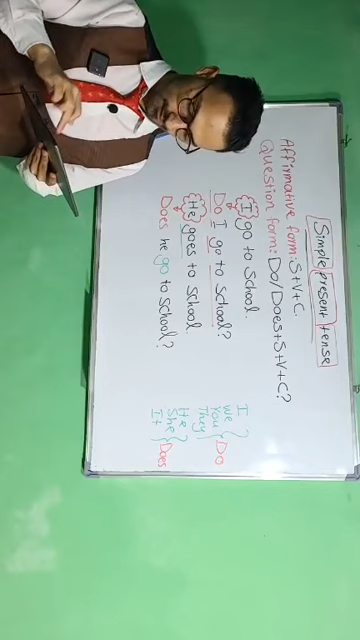 Simple present tense
Affirmative form: S+V+C.
Question form: Do/Does+S+V+C?
I go to School.
Do I go to School?
He goes to School.
Does he go to School?
I
We
You
They
Do
He
She
It
Does